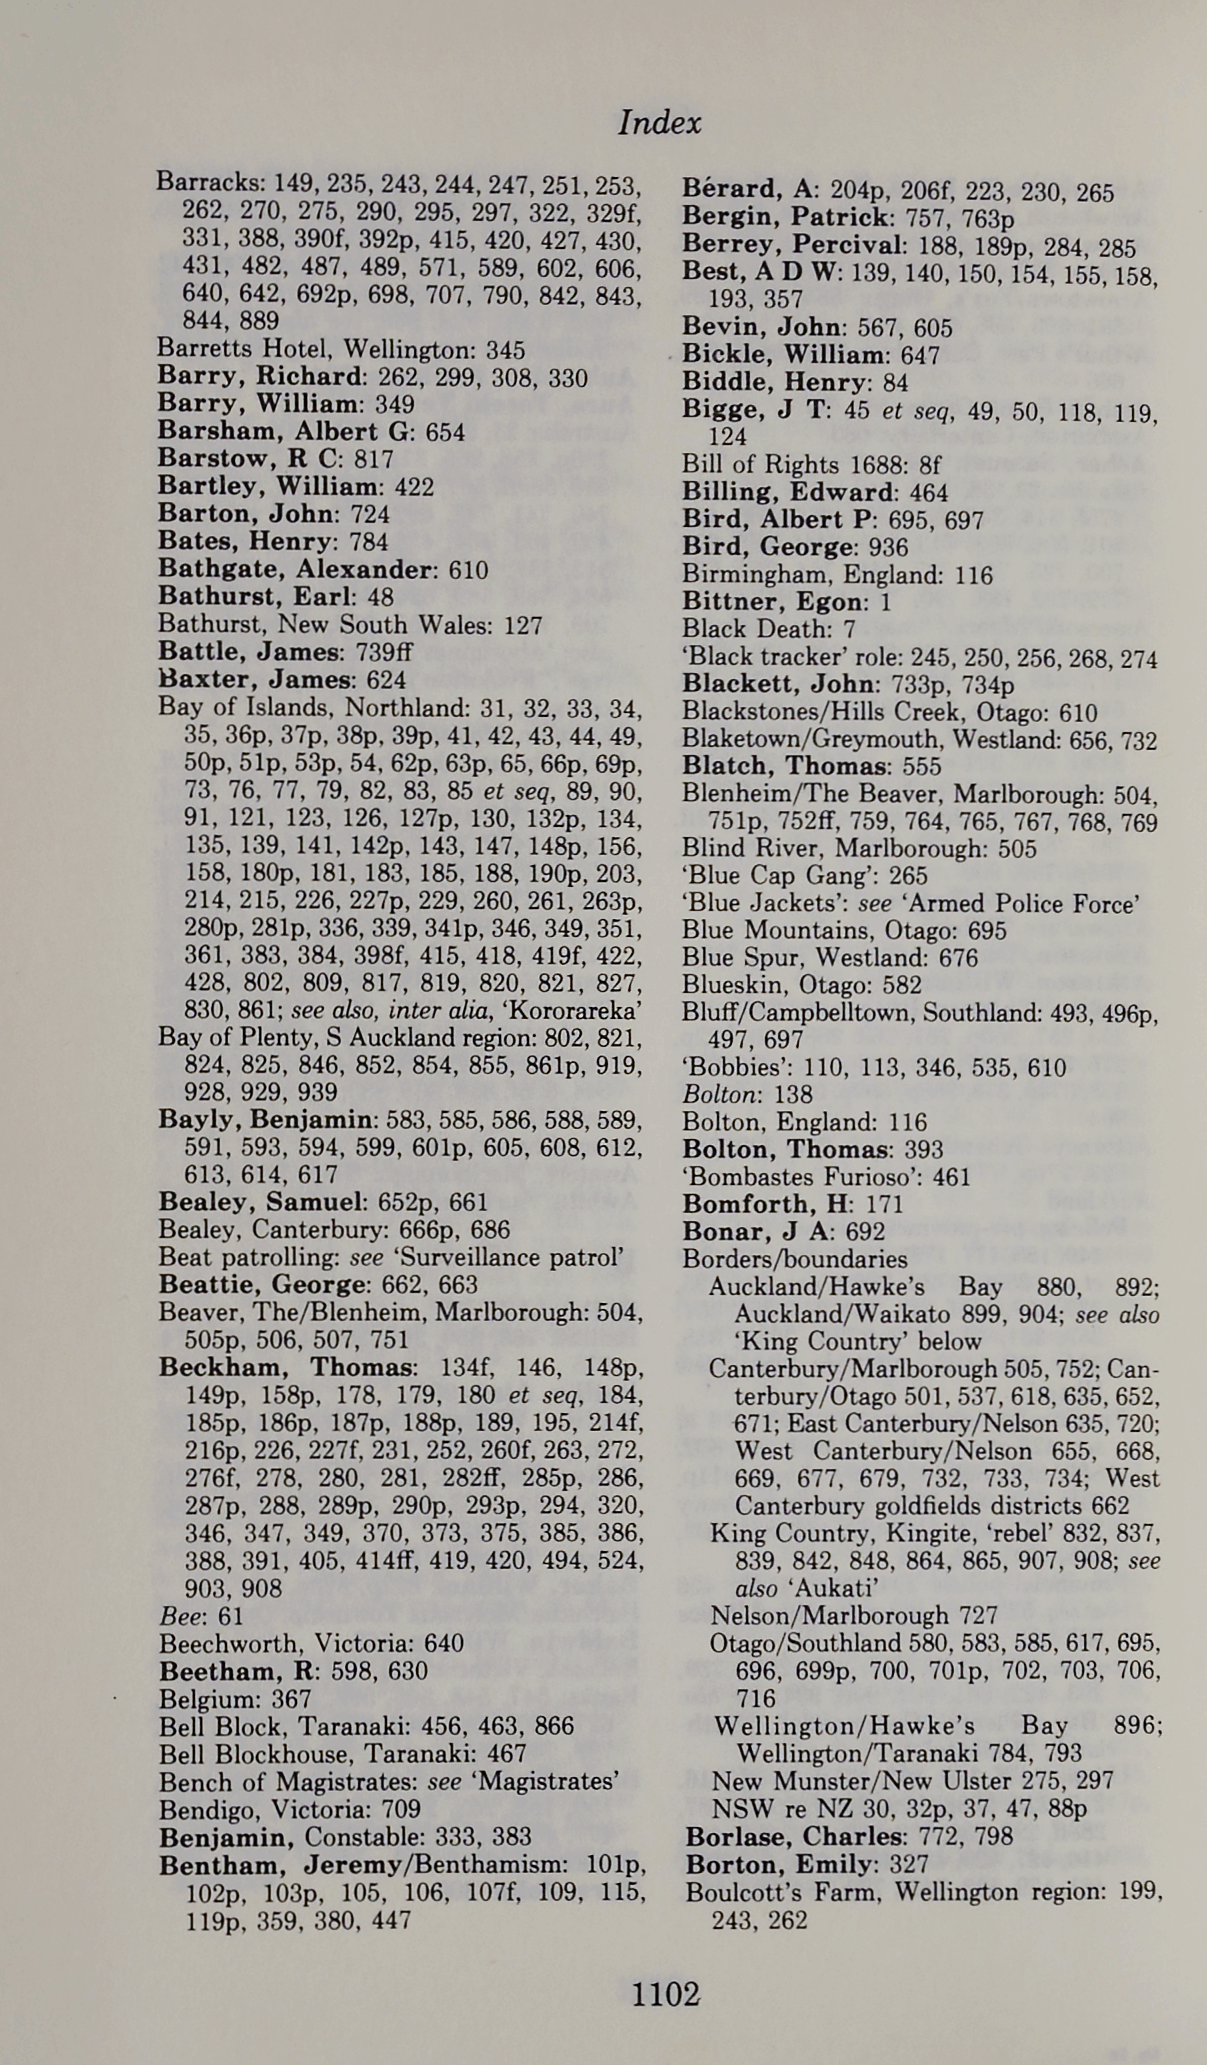 Index
Barracks: 149, 235, 243, 244, 247, 251, 253,
262, 270, 275, 290, 295, 297, 322, 329f,
331, 388, 390f, 392p, 415, 420, 427, 430,
431, 482, 487, 489, 571, 589, 602, 606,
640, 642, 692p, 698, 707, 790, 842, 843,
844, 889
Barretts Hotel, Wellington: 345
Barry, Richard: 262, 299, 308, 330
Barry, William: 349
Barsham, Albert G: 654
Barstow, R C: 817
Bartley, William: 422
Barton, John: 724
Bates, Henry: 784
Bathgate, Alexander: 610
Bathurst, Earl: 48
Bathurst, New South Wales: 127
Battle, James: 739ff
Baxter, James: 624
Bay of Islands, Northland: 31, 32, 33, 34,
35, 36p, 37p, 38p, 39p, 41, 42, 43, 44, 49,
50p, 51p, 53p, 54, 62p, 63p, 65, 66p, 69p,
73, 76, 77, 79, 82, 83, 85 et seq, 89, 90,
91, 121, 123, 126, 127p, 130, 132p, 134,
135, 139, 141, 142p, 143, 147, 148p, 156,
158, 180p, 181, 183, 185, 188, 190p, 203,
214, 215, 226, 227p, 229, 260, 261, 263p,
280p, 281p, 336, 339, 341p, 346, 349, 351,
361, 383, 384, 398f, 415, 418, 419f, 422,
428, 802, 809, 817, 819, 820, 821, 827,
830, 861; see also, inter alia, ‘Kororareka’
Bay of Plenty, S Auckland region: 802, 821,
824, 825, 846, 852, 854, 855, 861p, 919,
928, 929, 939
Bayly, Benjamin: 583, 585, 586, 588, 589,
591, 593, 594, 599, 601p, 605, 608, 612,
613, 614, 617
Bealey, Samuel: 652p, 661
Bealey, Canterbury: 666p, 686
Beat patrolling: see ‘Surveillance patrol’
Beattie, George: 662, 663
Beaver, The/Blenheim, Marlborough: 504,
505p, 506, 507, 751
Beckham, Thomas: 134f, 146, 148p,
149p, 158p, 178, 179, 180 et seq, 184,
185p, 186p, 187p, 188p, 189, 195, 214f,
216p, 226, 227f, 231, 252, 260f, 263, 272,
276f, 278, 280, 281, 282ff, 285p, 286,
287p, 288, 289p, 290p, 293p, 294, 320,
346, 347, 349, 370, 373, 375, 385, 386,
388, 391, 405, 414ff, 419, 420, 494, 524,
903, 908
Bee: 61
Beechworth, Victoria: 640
Beetham, R: 598, 630
Belgium: 367
Bell Block, Taranaki: 456, 463, 866
Bell Blockhouse, Taranaki: 467
Bench of Magistrates: see ‘Magistrates’
Bendigo, Victoria: 709
Benjamin, Constable: 333, 383
Bentham, Jeremy/Benthamism: 101p,
102p, 103p, 105, 106, 107f, 109, 115,
119p, 359, 380, 447
Bérard, A: 204p, 206f, 223, 230, 265
Bergin, Patrick: 757, 763p
Berrey, Percival: 188, 189p, 284, 285
Best, A D W: 139, 140, 150, 154, 155, 158,
193, 357
Bevin, John: 567, 605
Bickle, William: 647
Biddle, Henry: 84
Bigge, J T: 45 et seq, 49, 50, 118, 119,
124
Bill of Rights 1688: 8f
Billing, Edward: 464
Bird, Albert P: 695, 697
Bird, George: 936
Birmingham, England: 116
Bittner, Egon: 1
Black Death: 7
‘Black tracker’ role: 245, 250, 256, 268, 274
Blackett, John: 733p, 734p
Blackstones/Hills Creek, Otago: 610
Blaketown/Greymouth, Westland: 656, 732
Blatch, Thomas: 555
Blenheim/The Beaver, Marlborough: 504,
751p, 752ff, 759, 764, 765, 767, 768, 769
Blind River, Marlborough: 505
‘Blue Cap Gang’: 265
‘Blue Jackets’: see ‘Armed Police Force’
Blue Mountains, Otago: 695
Blue Spur, Westland: 676
Blueskin, Otago: 582
Bluff/Campbelltown, Southland: 493, 496p,
497, 697
‘Bobbies’: 110, 113, 346, 535, 610
Bolton: 138
Bolton, England: 116
Bolton, Thomas: 393
‘Bombastes Furioso’: 461
Bomforth, H: 171
Bonar, J A: 692
Borders/boundaries
Auckland/Hawke’s Bay 880, 892;
Auckland/Waikato 899, 904; see also
‘King Country’ below
Canterbury/Marlborough 505, 752; Can-
terbury/Otago 501, 537, 618, 635, 652,
671; East Canterbury/Nelson 635, 720;
West Canterbury/Nelson 655, 668,
669, 677, 679, 732, 733, 734; West
Canterbury goldfields districts 662
King Country, Kingite, ‘rebel’ 832, 837,
839, 842, 848, 864, 865, 907, 908; see
also ‘Aukati’
Nelson/Marlborough 727
Otago/Southland 580, 583, 585, 617, 695,
696, 699p, 700, 701p, 702, 703, 706,
716
Wellington/Hawke’s Bay 896;
Wellington/Taranaki 784, 793
New Munster/New Ulster 275, 297
NSW re NZ 30, 32p, 37, 47, 88p
Borlase, Charles: 772, 798
Borton, Emily: 327
Boulcott’s Farm, Wellington region: 199,
243, 262
1102